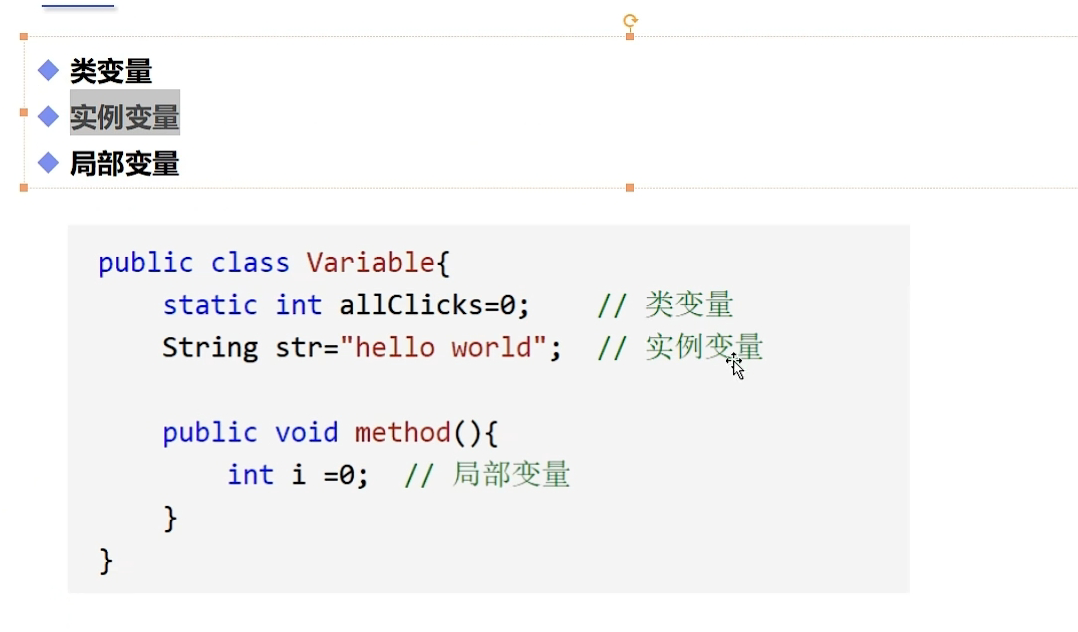 类变量
实例变量
局部变量
public class Variable{
    static int allClicks=0;    // 类变量
    String str="hello world";  // 实例变量
    public void method(){
        int i =0;  // 局部变量
    }
}